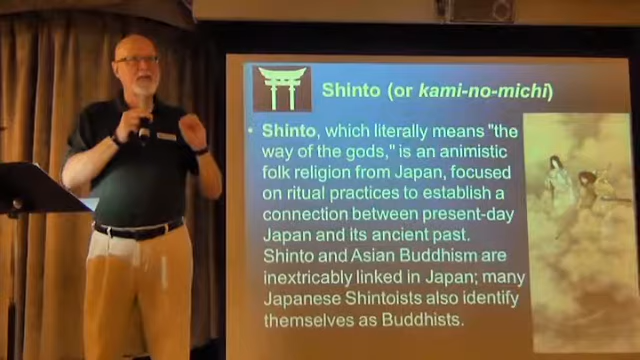 Shinto (or kami-no-michi)
• Shinto, which literally means "the
way of the gods," is an animistic
folk religion from Japan, focused
on ritual practices to establish a
connection between present-day
Japan and its ancient past.
Shinto and Asian Buddhism are
inextricably linked in Japan; many
Japanese Shintoists also identify
themselves as Buddhists.